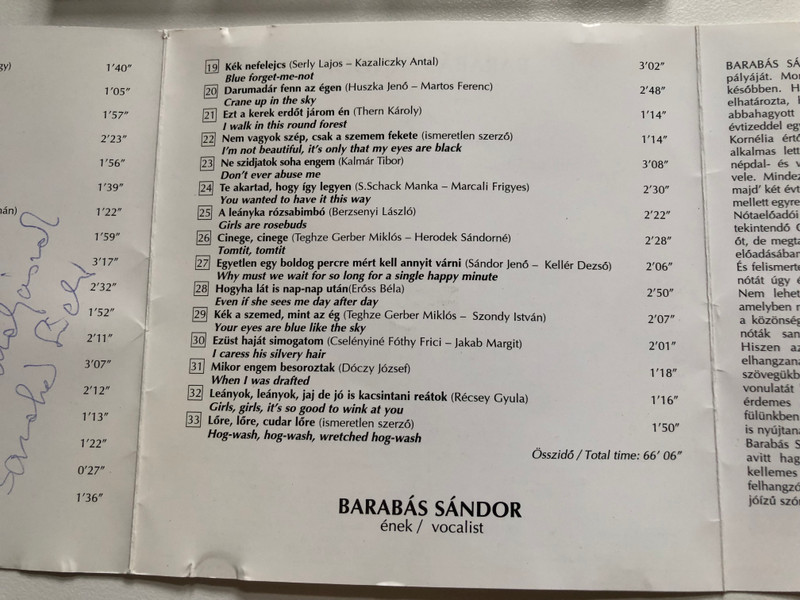 gy) 1'40"
1'05"
1'57"
2'23"
1'56"
1'39"
nán) 1'22"
1'59"
3'17"
2'32"
1'52"
2'11"
3'07"
2'12"
1'13"
1'22"
0'27"
1'36"
19 Kék nefelejcs (Serly Lajos – Kazaliczky Antal) 3'02"
Blue forget-me-not
20 Darumadár fenn az égen (Huszka Jenő – Martos Ferenc) 2'48"
Crane up in the sky
21 Ezt a kerek erdőt járom én (Thern Károly) 1'14"
I walk in this round forest
22 Nem vagyok szép, csak a szemem fekete (ismeretlen szerző) 1'14"
I'm not beautiful, it's only that my eyes are black
23 Ne szidjatok soha engem (Kalmár Tibor) 3'08"
Don't ever abuse me
24 Te akartad, hogy így legyen (S.Schack Manka – Marcali Frigyes) 2'30"
You wanted to have it this way
25 A leányka rózsabimbó (Berzsenyi László) 2'22"
Girls are rosebuds
26 Cinege, cinege (Teghze Gerber Miklós – Herodek Sándorné) 2'28"
Tomtit, tomtit
27 Egyetlen egy boldog percre mért kell annyit várni (Sándor Jenő – Kellér Dezső) 2'06"
Why must we wait for so long for a single happy minute
28 Hogyha lát is nap-nap után(Erőss Béla) 2'50"
Even if she sees me day after day
29 Kék a szemed, mint az ég (Teghze Gerber Miklós – Szondy István) 2'07"
Your eyes are blue like the sky
30 Ezüst haját simogatom (Cselényiné Fóthy Frici – Jakab Margit) 2'01"
I caress his silvery hair
31 Mikor engem besoroztak (Dóczy József) 1'18"
When I was drafted
32 Leányok, leányok, jaj de jó is kacsintani reátok (Récsey Gyula) 1'16"
Girls, girls, it's so good to wink at you
33 Lőre, lőre, cudar lőre (ismeretlen szerző) 1'50"
Hog-wash, hog-wash, wretched hog-wash
Összidő / Total time: 66' 06"
BARABÁS SÁNDOR
ének / vocalist
BARABÁS SÁ
pályáját. Mor
későbben. H
elhatározta,
abbahagyott
évtizeddel egy
Kornélia értő
alkalmas lett
népdal- és v
vele. Mindez
majd' két évt
mellett egyre
Nótaelőadói
tekintendő
őt, de megta
előadásában
És felismerte
nótát úgy é
Nem lehet
amelyben n
a közönség
nóták san
Hiszen az
elhangzana
szövegükb
vonulatát
érdemes
fülünkben
is nyújtana
Barabás S
avitt hag
kellemes
felhangzó
jóízű szór